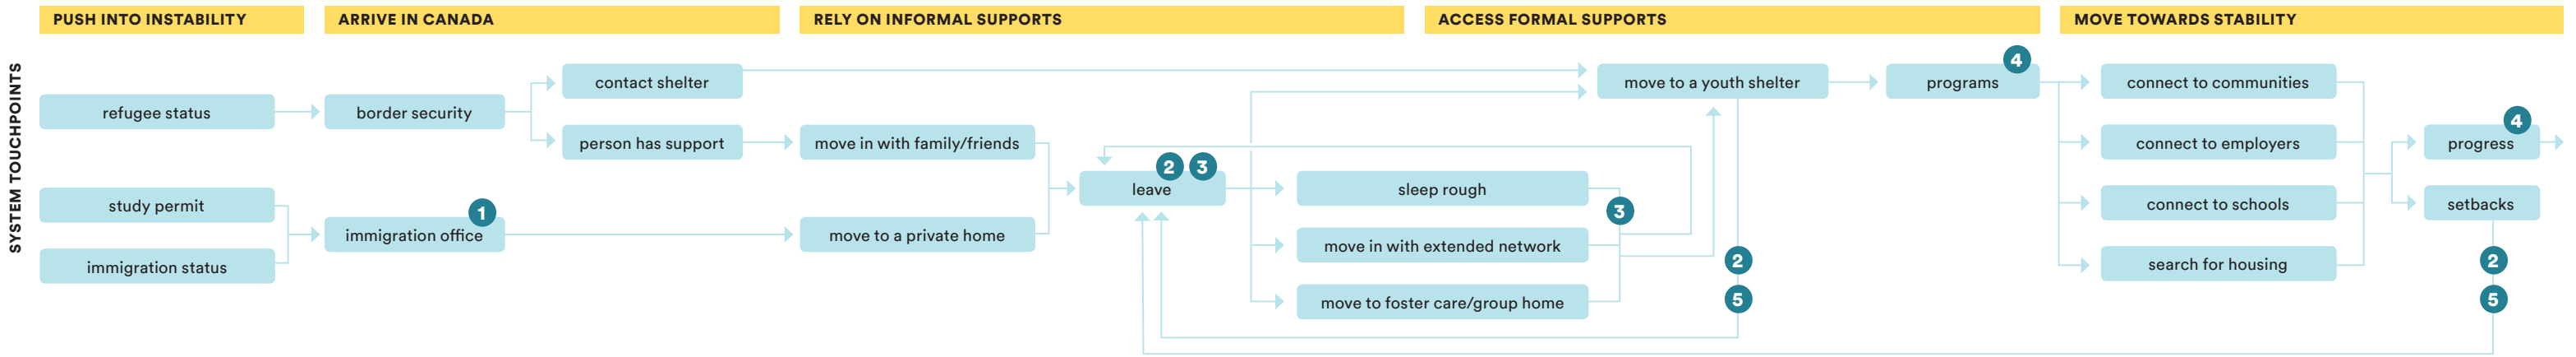 PUSH INTO INSTABILITY
ARRIVE IN CANADA
RELY ON INFORMAL SUPPORTS
ACCESS FORMAL SUPPORTS
MOVE TOWARDS STABILITY
SYSTEM TOUCHPOINTS
refugee status
study permit
immigration status
border security
immigration office
1
contact shelter
person has support
move in with family/friends
move to a private home
leave
2
3
sleep rough
move in with extended network
move to foster care/group home
3
move to a youth shelter
2
5
programs
4
connect to communities
connect to employers
connect to schools
search for housing
progress
4
setbacks
2
5